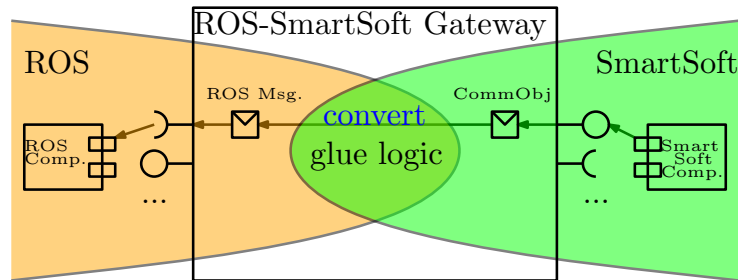 ROS-SmartSoft Gateway
ROS
SmartSoft
ROS Msg.
CommObj
convert
glue logic
ROS
Comp.
Smart
Soft
Comp.
...
...